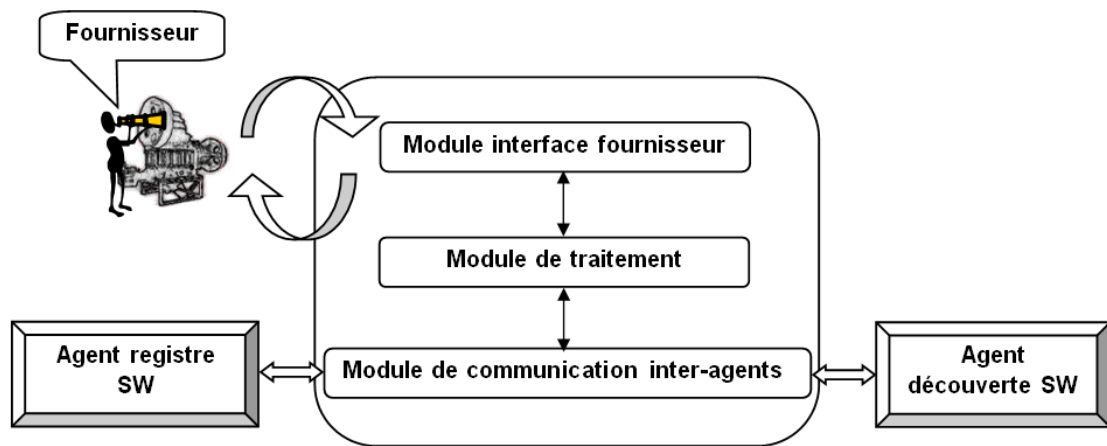 Fournisseur
Module interface fournisseur
Module de traitement
Agent registre
SW
Module de communication inter-agents
Agent
découverte SW